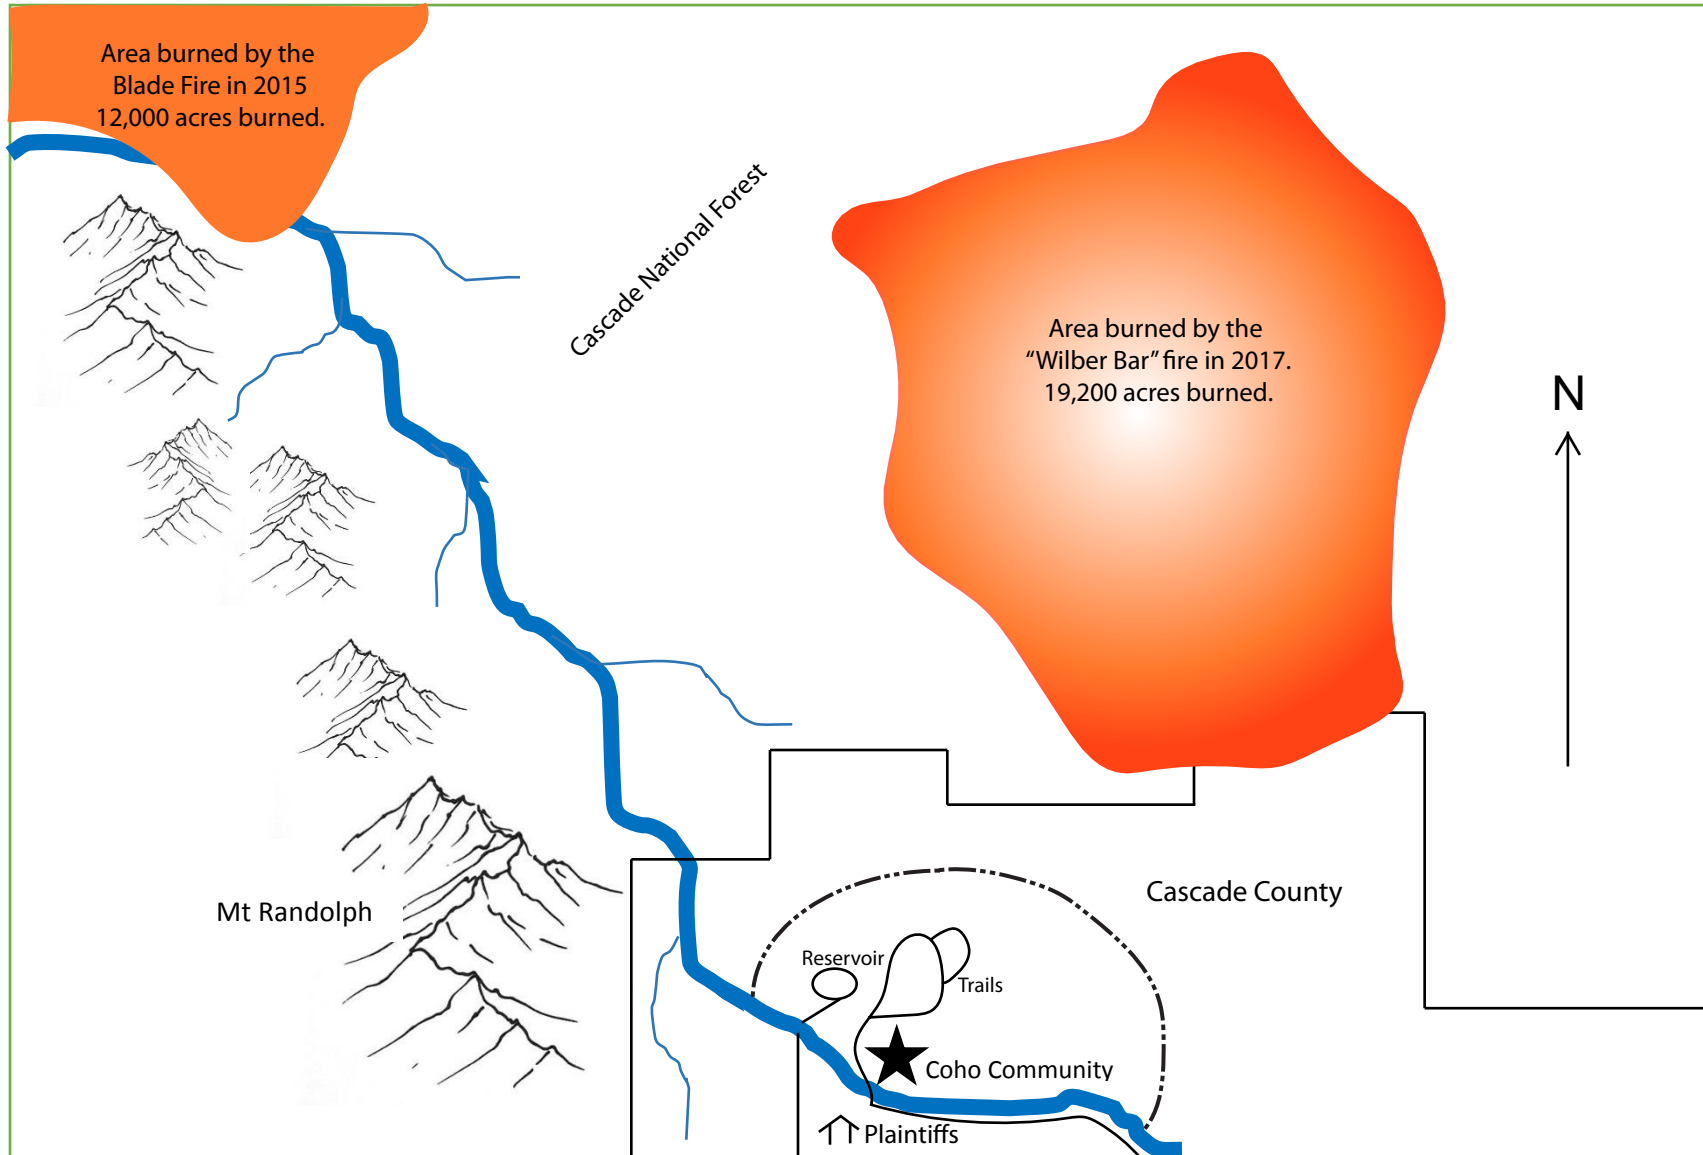 Area burned by the
Blade Fire in 2015
12,000 acres burned.
Cascade National Forest
Area burned by the
“Wilber Bar” fire in 2017.
19,200 acres burned.
N
Mt Randolph
Cascade County
Reservoir
Trails
Coho Community
Plaintiffs